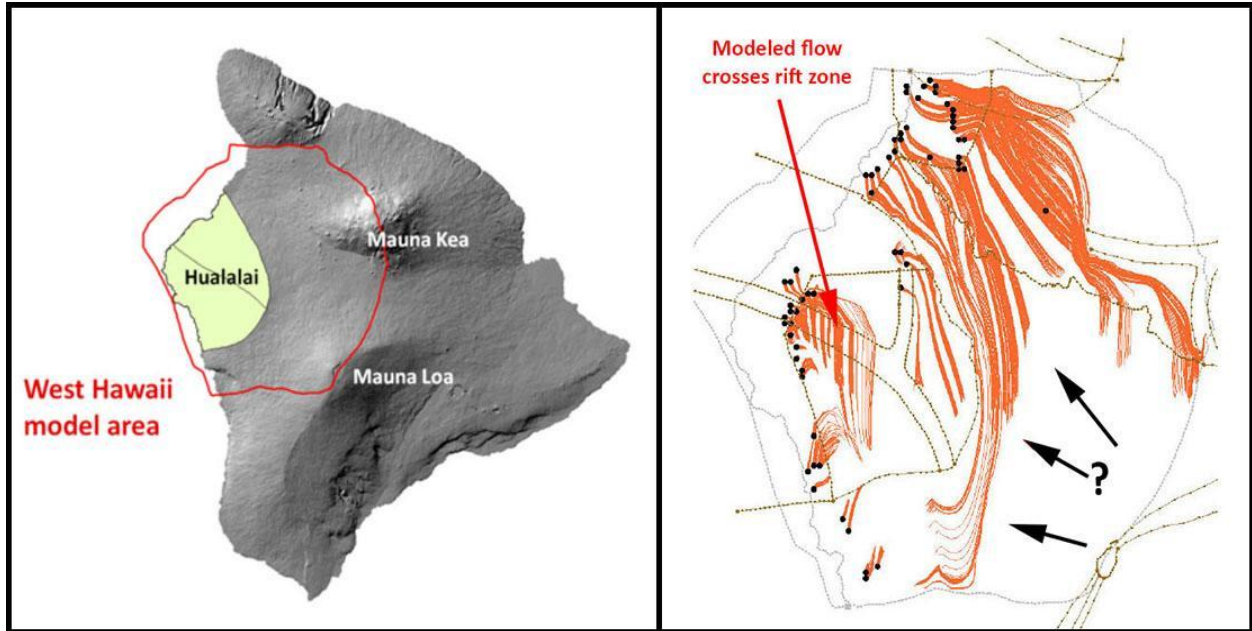 Mauna Kea
Hualalai
Mauna Loa
West Hawaii
model area
Modeled flow
crosses rift zone
?